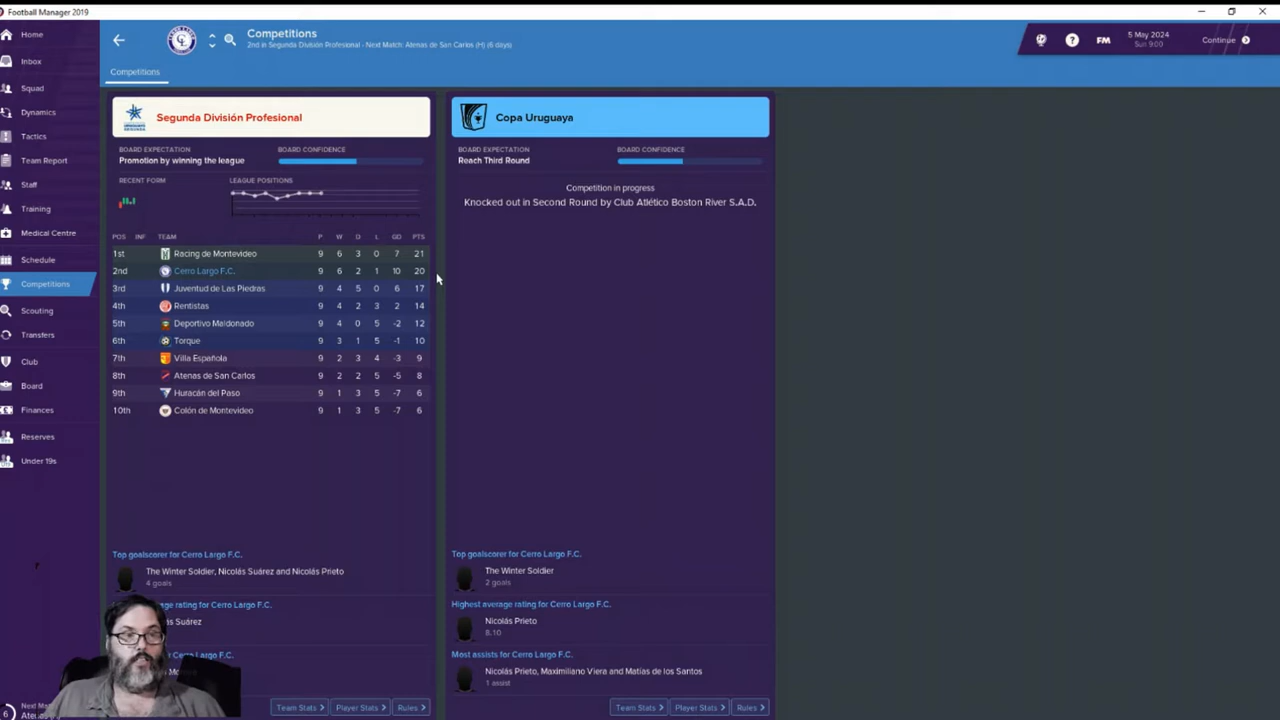 Football Manager 2019
Home
Inbox
Squad
Dynamics
Tactics
Team Report
Staff
Training
Medical Centre
Schedule
Competitions
Scouting
Transfers
Club
Board
Finances
Reserves
Under 19s
Competitions
2nd in Segunda División Profesional - Next Match: Atenas de San Carlos (H) (6 days)
FM
5 May 2024
Sun 9:00
Continue
Competitions
Segunda División Profesional
BOARD EXPECTATION BOARD CONFIDENCE
Promotion by winning the league
RECENT FORM LEAGUE POSITIONS
POS INF TEAM P W D L GD PTS
1st Racing de Montevideo 9 6 3 0 7 21
2nd Cerro Largo F.C. 9 6 2 1 10 20
3rd Juventud de Las Piedras 9 4 5 0 6 17
4th Rentistas 9 4 2 3 2 14
5th Deportivo Maldonado 9 4 0 5 -2 12
6th Torque 9 3 1 5 -1 10
7th Villa Española 9 2 3 4 -3 9
8th Atenas de San Carlos 9 2 2 5 -5 8
9th Huracán del Paso 9 1 3 5 -7 6
10th Colón de Montevideo 9 1 3 5 -7 6
Top goalscorer for Cerro Largo F.C.
The Winter Soldier, Nicolás Suárez and Nicolás Prieto
4 goals
rating for Cerro Largo F.C.
Suárez
Cerro Largo F.C.
Team Stats Player Stats Rules
Copa Uruguaya
BOARD EXPECTATION BOARD CONFIDENCE
Reach Third Round
Competition in progress
Knocked out in Second Round by Club Atlético Boston River S.A.D.
Top goalscorer for Cerro Largo F.C.
The Winter Soldier
2 goals
Highest average rating for Cerro Largo F.C.
Nicolás Prieto
8.10
Most assists for Cerro Largo F.C.
Nicolás Prieto, Maximiliano Viera and Matías de los Santos
1 assist
Team Stats Player Stats Rules
6